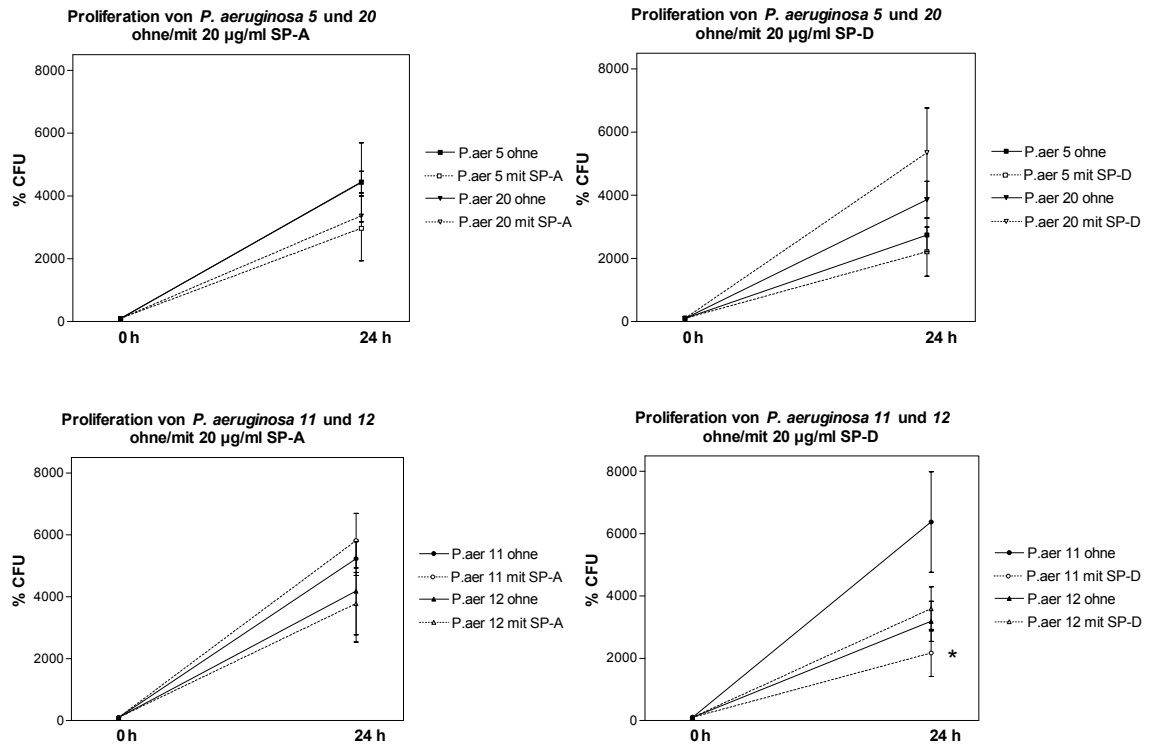 Proliferation von P. aeruginosa 5 und 20
ohne/mit 20 µg/ml SP-A
% CFU
8000
6000
4000
2000
0
0 h
24 h
P.aer 5 ohne
P.aer 5 mit SP-A
P.aer 20 ohne
P.aer 20 mit SP-A
Proliferation von P. aeruginosa 5 und 20
ohne/mit 20 µg/ml SP-D
% CFU
8000
6000
4000
2000
0
0 h
24 h
P.aer 5 ohne
P.aer 5 mit SP-D
P.aer 20 ohne
P.aer 20 mit SP-D
Proliferation von P. aeruginosa 11 und 12
ohne/mit 20 µg/ml SP-A
% CFU
8000
6000
4000
2000
0
0 h
24 h
P.aer 11 ohne
P.aer 11 mit SP-A
P.aer 12 ohne
P.aer 12 mit SP-A
Proliferation von P. aeruginosa 11 und 12
ohne/mit 20 µg/ml SP-D
% CFU
8000
6000
4000
2000
0
0 h
24 h
*
P.aer 11 ohne
P.aer 11 mit SP-D
P.aer 12 ohne
P.aer 12 mit SP-D